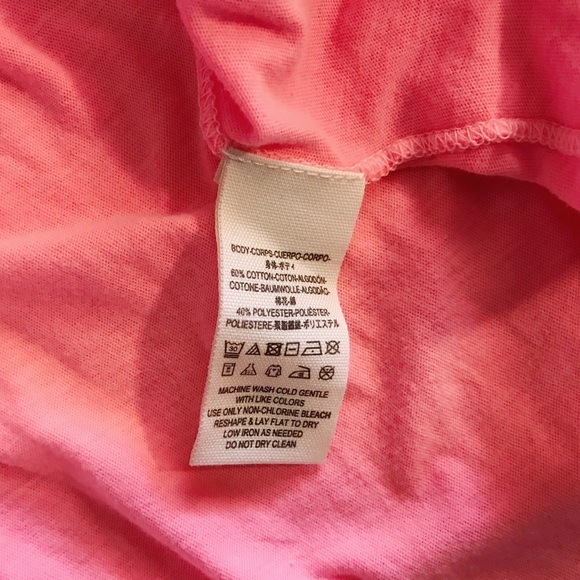 BODY-CORPS-CUERPO-CORPO-
身体-ボディ
60% COTTON-COTON-ALGODÓN-
COTONE-BAUMWOLLE-ALGODÃO-
棉花-綿
40% POLYESTER-POLIÉSTER-
POLIESTERE-聚酯纖維-ポリエステル
30
MACHINE WASH COLD GENTLE
WITH LIKE COLORS
USE ONLY NON-CHLORINE BLEACH
RESHAPE & LAY FLAT TO DRY
LOW IRON AS NEEDED
DO NOT DRY CLEAN